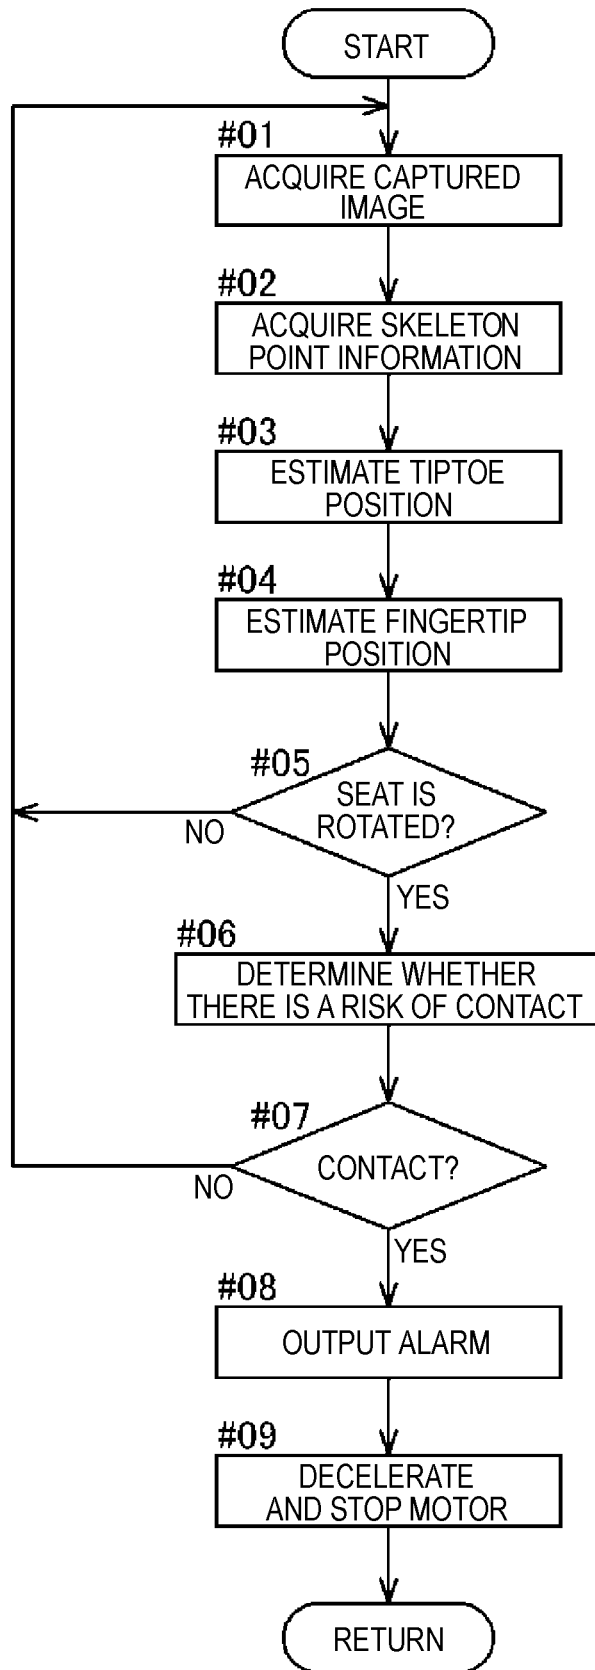 START
#01
ACQUIRE CAPTURED
IMAGE
#02
ACQUIRE SKELETON
POINT INFORMATION
#03
ESTIMATE TIPTOE
POSITION
#04
ESTIMATE FINGERTIP
POSITION
#05
SEAT IS
ROTATED?
NO
YES
#06
DETERMINE WHETHER
THERE IS A RISK OF CONTACT
#07
CONTACT?
NO
YES
#08
OUTPUT ALARM
#09
DECELERATE
AND STOP MOTOR
RETURN